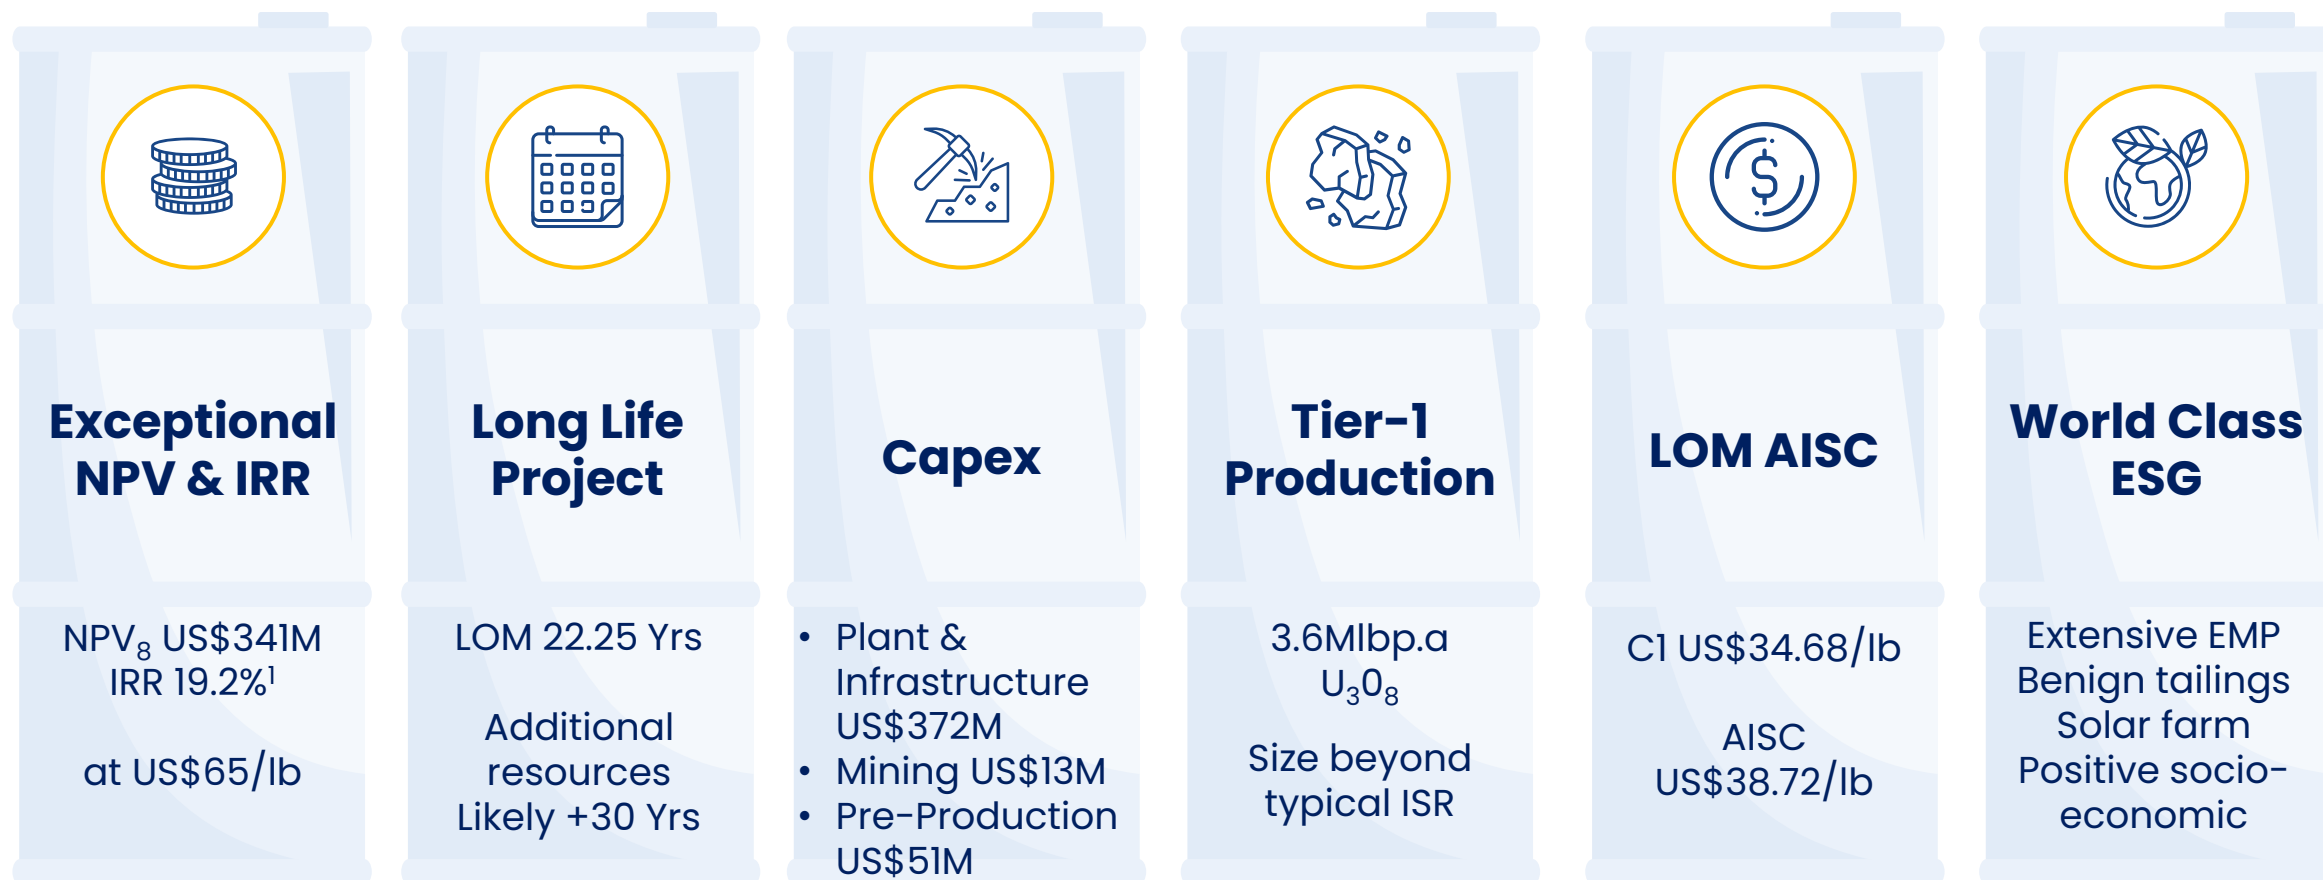 Exceptional
NPV & IRR
NPV₈ US$341M
IRR 19.2%¹
at US$65/lb
Long Life
Project
LOM 22.25 Yrs
Additional
resources
Likely +30 Yrs
Capex
• Plant &
Infrastructure
US$372M
• Mining US$13M
• Pre-Production
US$51M
Tier-1
Production
3.6Mlbp.a
U₃0₈
Size beyond
typical ISR
LOM AISC
C1 US$34.68/lb
AISC
US$38.72/lb
World Class
ESG
Extensive EMP
Benign tailings
Solar farm
Positive socio-
economic